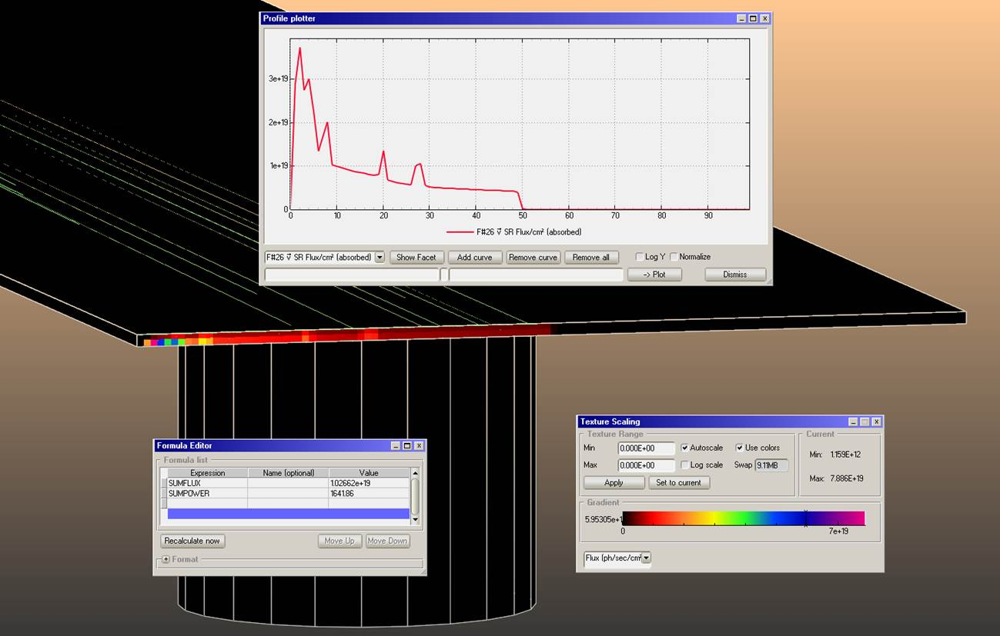 Profile plotter
3e+19
2e+19
1e+19
0
0 10 20 30 40 50 60 70 80 90
F#26 v⃗ SR Flux/cm² (absorbed)
F#26 v⃗ SR Flux/cm² (absorbed) Show Facet Add curve Remove curve Remove all Log Y Normalize
-> Plot Dismiss
Formula Editor
Formula list
Expression Name (optional) Value
SUMFLUX 1.02662e+19
SUMPOWER 1641.86
Recalculate now Move Up Move Down
+ Format
Texture Scaling
Texture Range
Min 0.000E+00 Autoscale Use colors
Max 0.000E+00 Log scale Swap 9.11MB
Apply Set to current
Current
Min: 1.159E+12
Max: 7.886E+19
Gradient
5.95305e+1
0 7e+19
Flux (ph/sec/cm²